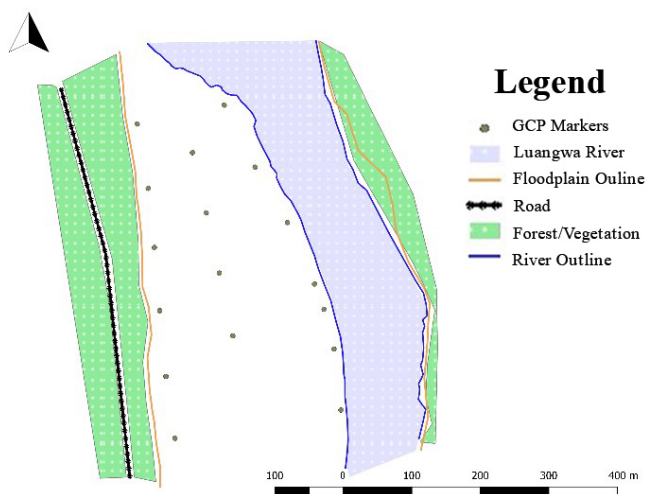 Legend
GCP Markers
Luangwa River
Floodplain Ouline
Road
Forest/Vegetation
River Outline
100 0 100 200 300 400 m